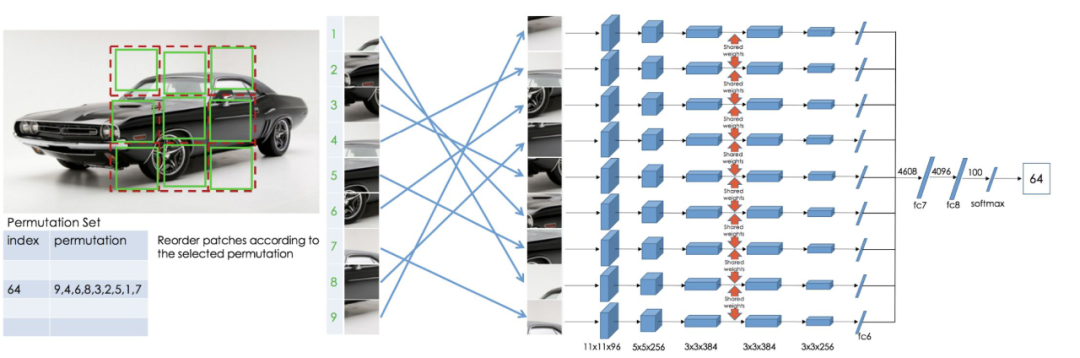 1
2
3
4
5
6
7
8
9
Permutation Set
index permutation
64 9,4,6,8,3,2,5,1,7
Reorder patches according to
the selected permutation
Shared
weights
Shared
weights
Shared
weights
Shared
weights
Shared
weights
Shared
weights
Shared
weights
Shared
weights
11x11x96 5x5x256 3x3x384 3x3x384 3x3x256
fc6
4608 4096 100
fc7 fc8 softmax
64